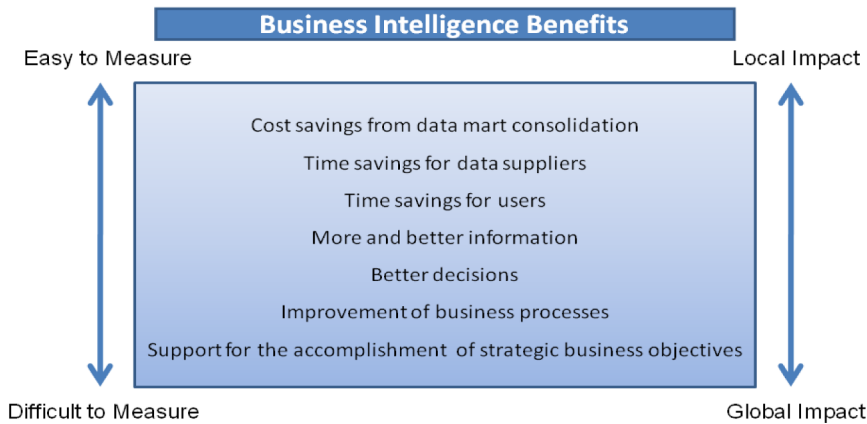 Business Intelligence Benefits
Easy to Measure
Local Impact
Cost savings from data mart consolidation
Time savings for data suppliers
Time savings for users
More and better information
Better decisions
Improvement of business processes
Support for the accomplishment of strategic business objectives
Difficult to Measure
Global Impact